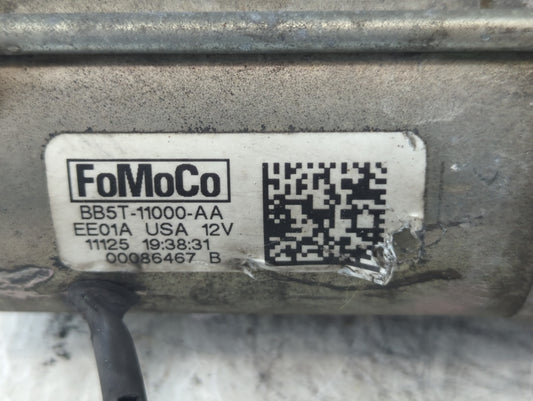 FoMoCo
BB5T-11000-AA
EE01A USA 12V
11125 19:38:31
00086467 B